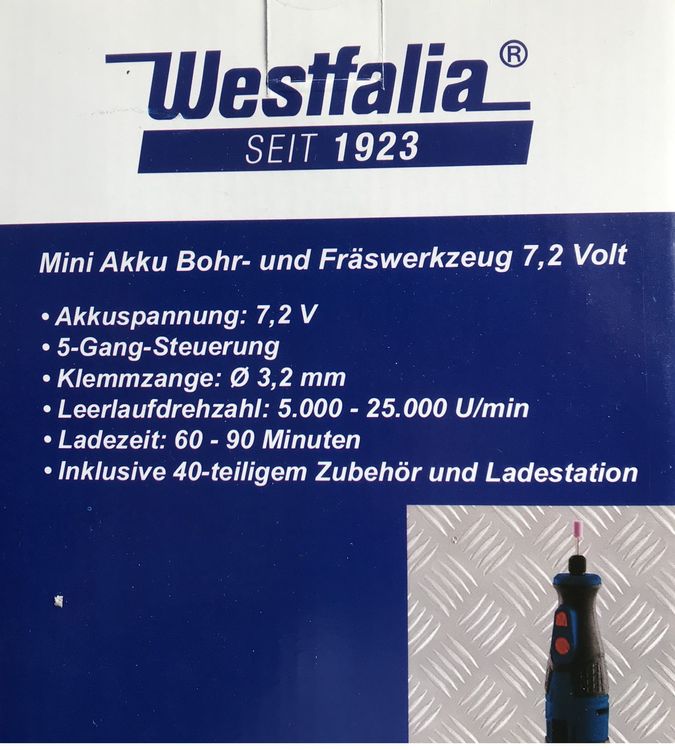 Westfalia®
SEIT 1923
Mini Akku Bohr- und Fräswerkzeug 7,2 Volt
• Akkuspannung: 7,2 V
• 5-Gang-Steuerung
• Klemmzange: Ø 3,2 mm
• Leerlaufdrehzahl: 5.000 - 25.000 U/min
• Ladezeit: 60 - 90 Minuten
• Inklusive 40-teiligem Zubehör und Ladestation